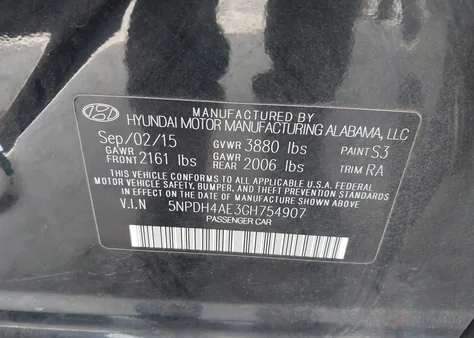 MANUFACTURED BY
HYUNDAI MOTOR MANUFACTURING ALABAMA, LLC
Sep/02/15 GVWR 3880 lbs PAINT S3
GAWR FRONT 2161 lbs GAWR REAR 2006 lbs TRIM RA
THIS VEHICLE CONFORMS TO ALL APPLICABLE U.S.A. FEDERAL
MOTOR VEHICLE SAFETY, BUMPER, AND THEFT PREVENTION STANDARDS
IN EFFECT ON THE DATE OF MANUFACTURE SHOWN ABOVE
V.I.N 5NPDH4AE3GH754907
PASSENGER CAR